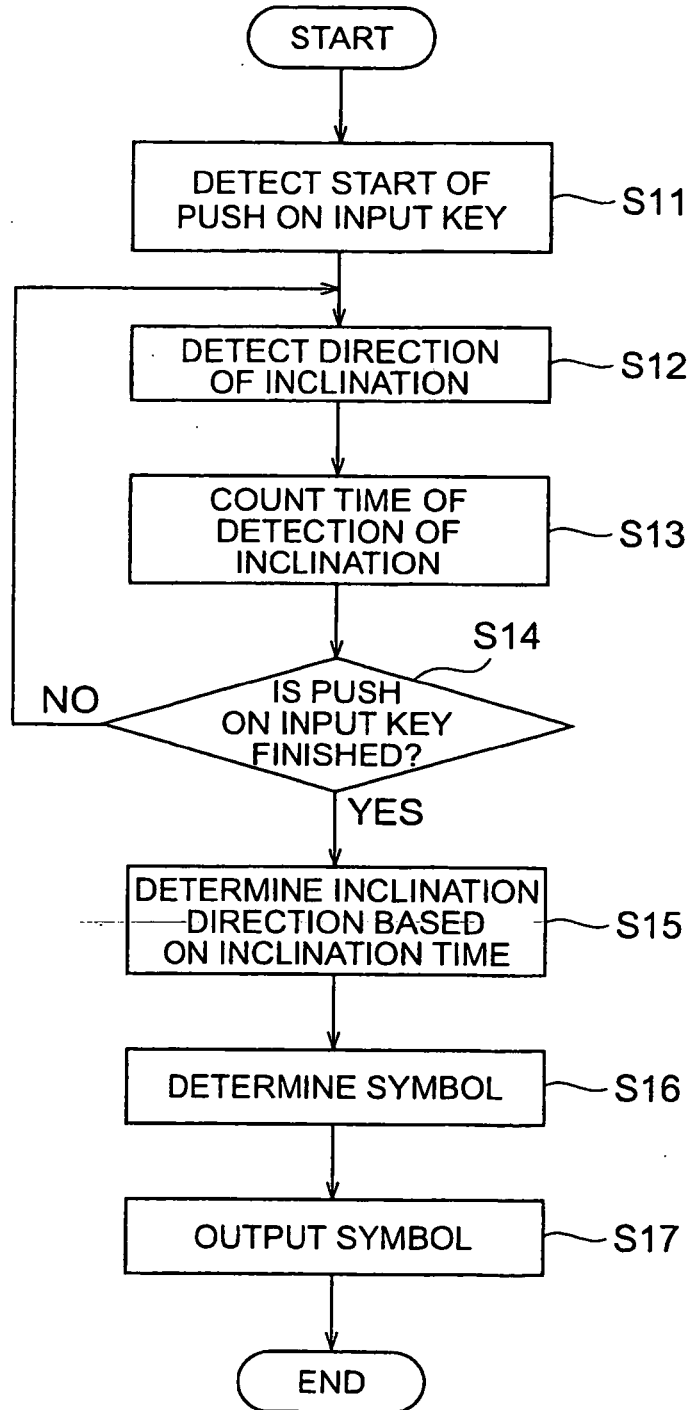 START
DETECT START OF
PUSH ON INPUT KEY
S11
DETECT DIRECTION
OF INCLINATION
S12
COUNT TIME OF
DETECTION OF
INCLINATION
S13
S14
IS PUSH
ON INPUT KEY
FINISHED?
NO
YES
DETERMINE INCLINATION
DIRECTION BASED
ON INCLINATION TIME
S15
DETERMINE SYMBOL
S16
OUTPUT SYMBOL
S17
END